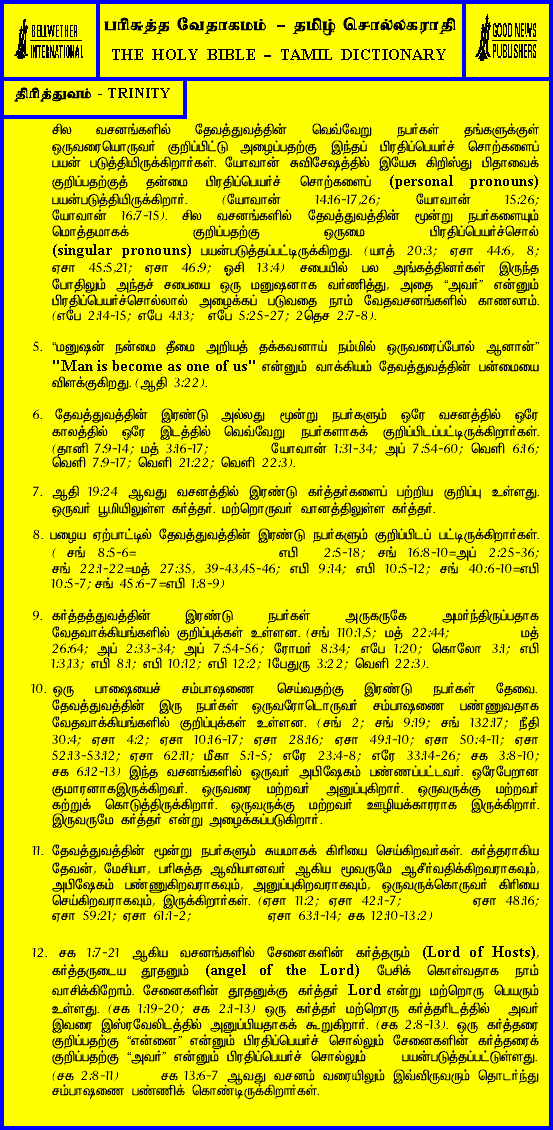 BELLWETHER
INTERNATIONAL
பரிசுத்த வேதாகமம் – தமிழ் சொல்லகராதி
THE HOLY BIBLE – TAMIL DICTIONARY
GOOD NEWS
PUBLISHERS
திரித்துவம் - TRINITY
சில வசனங்களில் தேவத்துவத்தின் வெவ்வேறு நபர்கள் தங்களுக்குள்
ஒருவரையொருவர் குறிப்பிட்டு அழைப்பதற்கு இந்தப் பிரதிப்பெயர்ச் சொற்களைப்
பயன் படுத்தியிருக்கிறார்கள். யோவான் சுவிசேஷத்தில் இயேசு கிறிஸ்து பிதாவைக்
குறிப்பதற்குத் தன்மை பிரதிப்பெயர்ச் சொற்களைப் (personal pronouns)
பயன்படுத்தியிருக்கிறார். (யோவான் 14:16-17,26; யோவான் 15:26;
யோவான் 16:7-15). சில வசனங்களில் தேவத்துவத்தின் மூன்று நபர்களையும்
மொத்தமாகக் குறிப்பதற்கு ஒருமை பிரதிப்பெயர்ச்சொல்
(singular pronouns) பயன்படுத்தப்பட்டிருக்கிறது. (யாத் 20:3; ஏசா 44:6, 8;
ஏசா 45:5,21; ஏசா 46:9; ஓசி 13:4) சபையில் பல அங்கத்தினர்கள் இருந்த
போதிலும் அந்தச் சபையை ஒரு மனுஷனாக வர்ணித்து, அதை "அவர்" என்னும்
பிரதிப்பெயர்ச்சொல்லால் அழைக்கப் படுவதை நாம் வேதவசனங்களில் காணலாம்.
(எபே 2:14-15; எபே 4:13; எபே 5:25-27; 2தெச 2:7-8).
5. "மனுஷன் நன்மை தீமை அறியத் தக்கவனாய் நம்மில் ஒருவரைப்போல் ஆனான்"
"Man is become as one of us" என்னும் வாக்கியம் தேவத்துவத்தின் பன்மையை
விளக்குகிறது. (ஆதி 3:22).
6. தேவத்துவத்தின் இரண்டு அல்லது மூன்று நபர்களும் ஒரே வசனத்தில் ஒரே
காலத்தில் ஒரே இடத்தில் வெவ்வேறு நபர்களாகக் குறிப்பிடப்பட்டிருக்கிறார்கள்.
(தானி 7:9-14; மத் 3:16-17; யோவான் 1:31-34; அப் 7:54-60; வெளி 6:16;
வெளி 7:9-17; வெளி 21:22; வெளி 22:3).
7. ஆதி 19:24 ஆவது வசனத்தில் இரண்டு கர்த்தர்களைப் பற்றிய குறிப்பு உள்ளது.
ஒருவர் பூமியிலுள்ள கர்த்தர். மற்றொருவர் வானத்திலுள்ள கர்த்தர்.
8. பழைய ஏற்பாட்டில் தேவத்துவத்தின் இரண்டு நபர்களும் குறிப்பிடப் பட்டிருக்கிறார்கள்.
( சங் 8:5-6= எபி 2:5-18; சங் 16:8-10=அப் 2:25-36;
சங் 22:1-22=மத் 27:35, 39-43,45-46; எபி 9:14; எபி 10:5-12; சங் 40:6-10=எபி
10:5-7; சங் 45:6-7=எபி 1:8-9)
9. கர்த்தத்துவத்தின் இரண்டு நபர்கள் அருகருகே அமர்ந்திருப்பதாக
வேதவாக்கியங்களில் குறிப்புக்கள் உள்ளன. (சங் 110:1,5; மத் 22:44; மத்
26:64; அப் 2:33-34; அப் 7:54-56; ரோமர் 8:34; எபே 1:20; கொலோ 3:1; எபி
1:3,13; எபி 8:1; எபி 10:12; எபி 12:2; 1பேதுரு 3:22; வெளி 22:3).
10. ஒரு பாஷையைச் சம்பாஷணை செய்வதற்கு இரண்டு நபர்கள் தேவை.
தேவத்துவத்தின் இரு நபர்கள் ஒருவரோடொருவர் சம்பாஷணை பண்ணுவதாக
வேதவாக்கியங்களில் குறிப்புக்கள் உள்ளன. (சங் 2; சங் 9:19; சங் 132:17; நீதி
30:4; ஏசா 4:2; ஏசா 10:16-17; ஏசா 28:16; ஏசா 49:1-10; ஏசா 50:4-11; ஏசா
52:13-53:12; ஏசா 62:11; மீகா 5:1-5; எரே 23:4-8; எரே 33:14-26; சக 3:8-10;
சக 6:12-13) இந்த வசனங்களில் ஒருவர் அபிஷேகம் பண்ணப்பட்டவர். ஒரேபேறான
குமாரனாகஇருக்கிறவர். ஒருவரை மற்றவர் அனுப்புகிறார். ஒருவருக்கு மற்றவர்
கற்றுக் கொடுத்திருக்கிறார். ஒருவருக்கு மற்றவர் ஊழியக்காரராக இருக்கிறார்.
இருவருமே கர்த்தர் என்று அழைக்கப்படுகிறார்.
11. தேவத்துவத்தின் மூன்று நபர்களும் சுயமாகக் கிரியை செய்கிறவர்கள். கர்த்தராகிய
தேவன், மேசியா, பரிசுத்த ஆவியானவர் ஆகிய மூவருமே ஆசீர்வதிக்கிறவராகவும்,
அபிஷேகம் பண்ணுகிறவராகவும், அனுப்புகிறவராகவும், ஒருவருக்கொருவர் கிரியை
செய்கிறவராகவும், இருக்கிறார்கள். (ஏசா 11:2; ஏசா 42:1-7; ஏசா 48:16;
ஏசா 59:21; ஏசா 61:1-2; ஏசா 63:1-14; சக 12:10-13:2)
12. சக 1:7-21 ஆகிய வசனங்களில் சேனைகளின் கர்த்தரும் (Lord of Hosts),
கர்த்தருடைய தூதனும் (angel of the Lord) பேசிக் கொள்வதாக நாம்
வாசிக்கிறோம். சேனைகளின் தூதனுக்கு கர்த்தர் Lord என்று மற்றொரு பெயரும்
உள்ளது. (சக 1:19-20; சக 2:1-13) ஒரு கர்த்தர் மற்றொரு கர்த்தரிடத்தில் அவர்
இவரை இஸ்ரவேலிடத்தில் அனுப்பியதாகக் கூறுகிறார். (சக 2:8-13). ஒரு கர்த்தரை
குறிப்பதற்கு "என்னை" என்னும் பிரதிப்பெயர்ச் சொல்லும் சேனைகளின் கர்த்தரைக்
குறிப்பதற்கு "அவர்" என்னும் பிரதிப்பெயர்ச் சொல்லும் பயன்படுத்தப்பட்டுள்ளது.
(சக 2:8-11) சக 13:6-7 ஆவது வசனம் வரையிலும் இவ்விருவரும் தொடர்ந்து
சம்பாஷணை பண்ணிக் கொண்டிருக்கிறார்கள்.